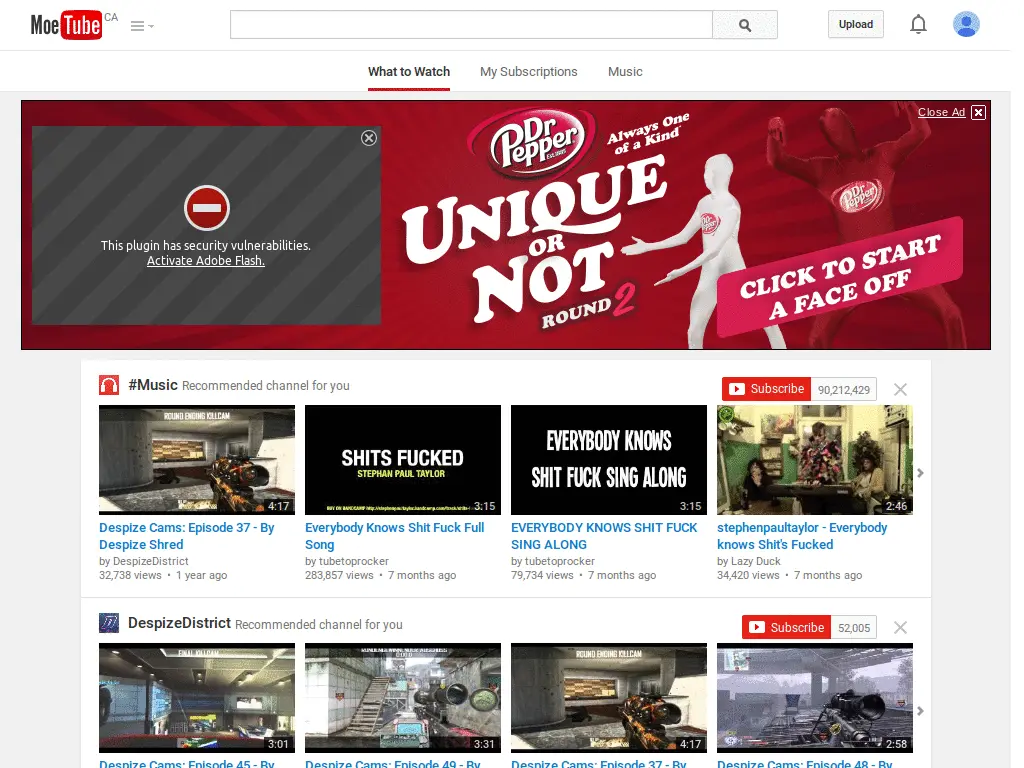 MoeTube CA
Upload
What to Watch
My Subscriptions
Music
Close Ad
Dr Pepper
Always One
of a Kind
UNIQUE
OR
NOT
ROUND 2
Dr Pepper
Dr Pepper
CLICK TO START
A FACE OFF
This plugin has security vulnerabilities.
Activate Adobe Flash.
#Music Recommended channel for you
Subscribe 90,212,429
ROUND ENDING KILLCAM
4:17
SHITS FUCKED
STEPHAN PAUL TAYLOR
3:15
EVERYBODY KNOWS
SHIT FUCK SING ALONG
3:15
2:46
Despize Cams: Episode 37 - By
Despize Shred
by DespizeDistrict
32,738 views • 1 year ago
Everybody Knows Shit Fuck Full
Song
by tubetoprocker
283,857 views • 7 months ago
EVERYBODY KNOWS SHIT FUCK
SING ALONG
by tubetoprocker
79,734 views • 7 months ago
stephenpaultaylor - Everybody
knows Shit's Fucked
by Lazy Duck
34,420 views • 7 months ago
DespizeDistrict Recommended channel for you
Subscribe 52,005
FINAL KILLCAM
3:01
3:31
ROUND ENDING KILLCAM
4:17
2:58
Despize Cams: Episode 45 - By
Despize Cams: Episode 49 - By
Despize Cams: Episode 37 - By
Despize Cams: Episode 48 - By